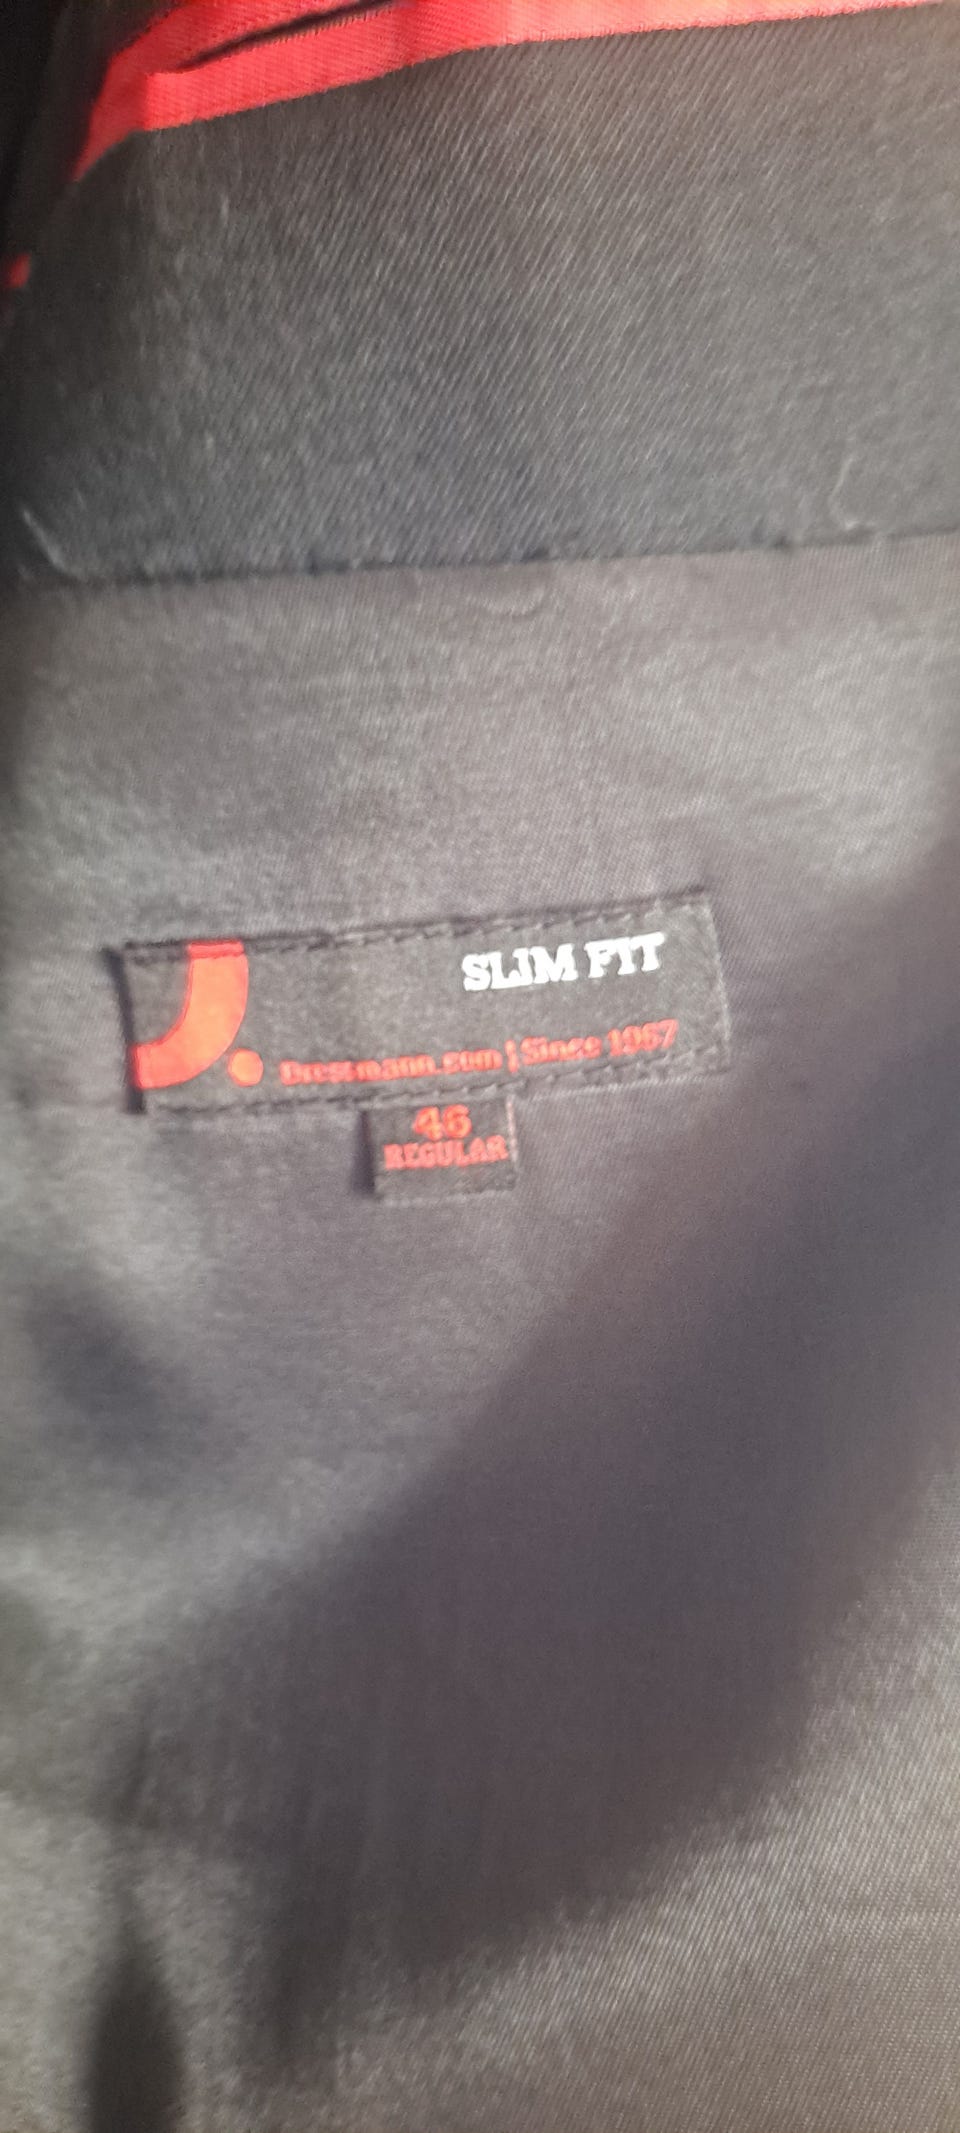 SLIM FIT
Dressmann.com | Since 1967
46
REGULAR